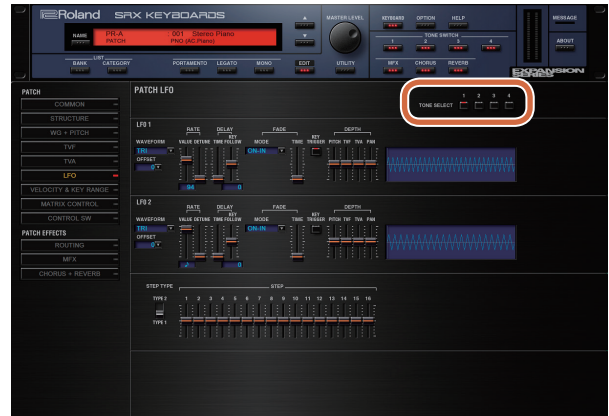 Roland SRX KEYBOARDS
MASTER LEVEL
KEYBOARD OPTION HELP
MESSAGE
NAME
PR-A 001 Stereo Piano
PATCH PNO (AC Piano)
TONE SWITCH
1 2 3 4
ABOUT
LIST
BANK CATEGORY PORTAMENTO LEGATO MONO EDIT UTILITY MFX CHORUS REVERB
EXPANSION
SERIES
PATCH
COMMON
STRUCTURE
WG + PITCH
TVF
TVA
LFO
VELOCITY & KEY RANGE
MATRIX CONTROL
CONTROL SW
PATCH EFFECTS
ROUTING
MFX
CHORUS + REVERB
PATCH LFO
TONE SELECT 1 2 3 4
LFO 1
RATE DELAY FADE DEPTH
WAVEFORM VALUE DETUNE TIME KEY FOLLOW MODE TIME KEY TRIGGER PITCH TVF TVA PAN
TRI ON-IN
OFFSET
0
94 0
LFO 2
RATE DELAY FADE DEPTH
WAVEFORM VALUE DETUNE TIME KEY FOLLOW MODE TIME KEY TRIGGER PITCH TVF TVA PAN
TRI ON-IN
OFFSET
0
♪ 0
STEP TYPE STEP
TYPE 2 1 2 3 4 5 6 7 8 9 10 11 12 13 14 15 16
TYPE 1